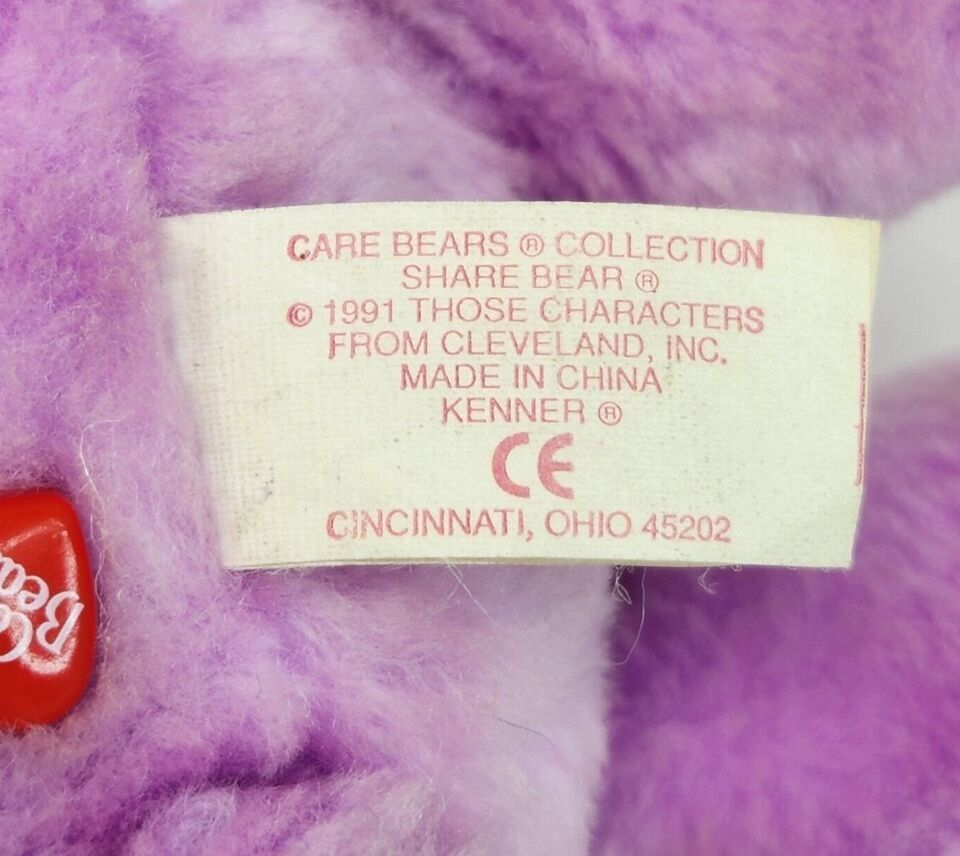 CARE BEARS ® COLLECTION
SHARE BEAR ®
© 1991 THOSE CHARACTERS
FROM CLEVELAND, INC.
MADE IN CHINA
KENNER ®
CE
CINCINNATI, OHIO 45202